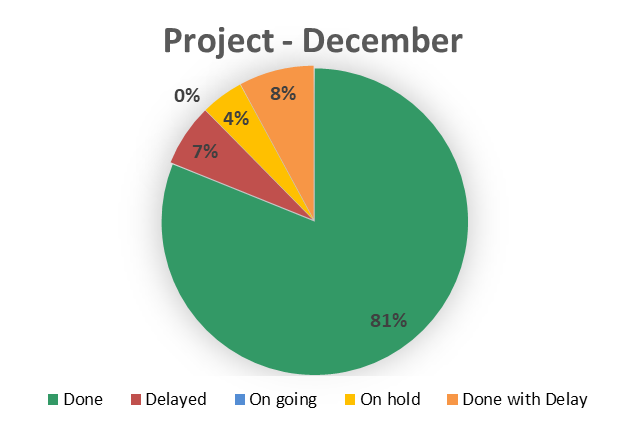 Project - December
8%
0%
4%
7%
81%
Done Delayed On going On hold Done with Delay